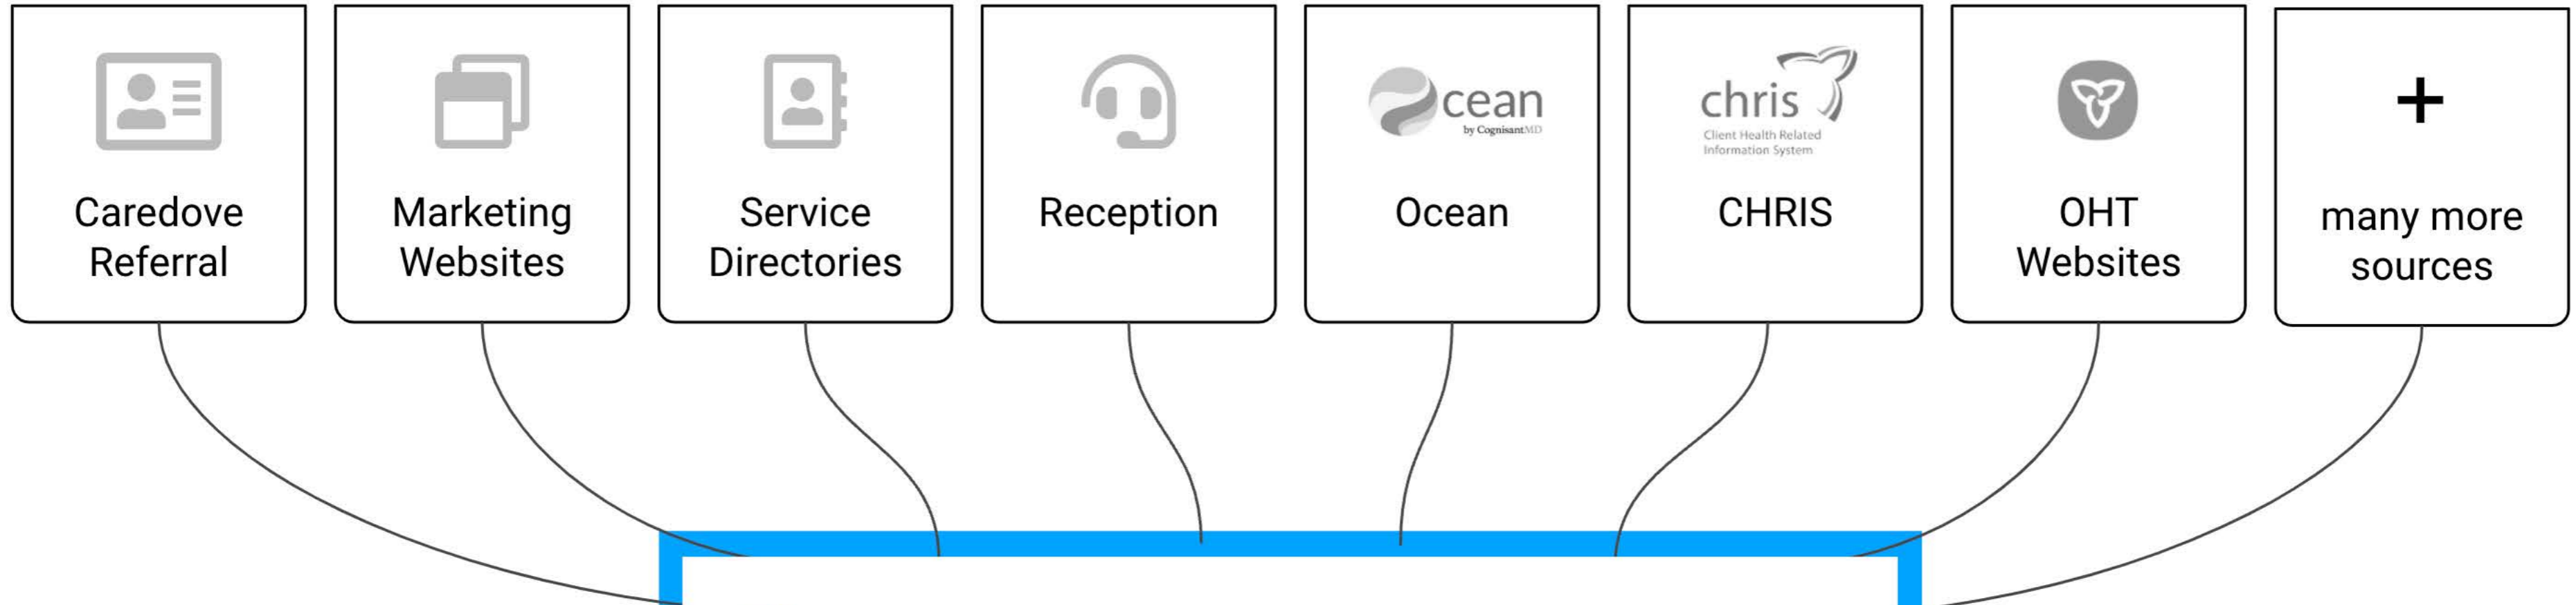 Caredove
Referral
Marketing
Websites
Service
Directories
Reception
cean
by CognisantMD
Ocean
chris
Client Health Related
Information System
CHRIS
OHT
Websites
+
many more
sources